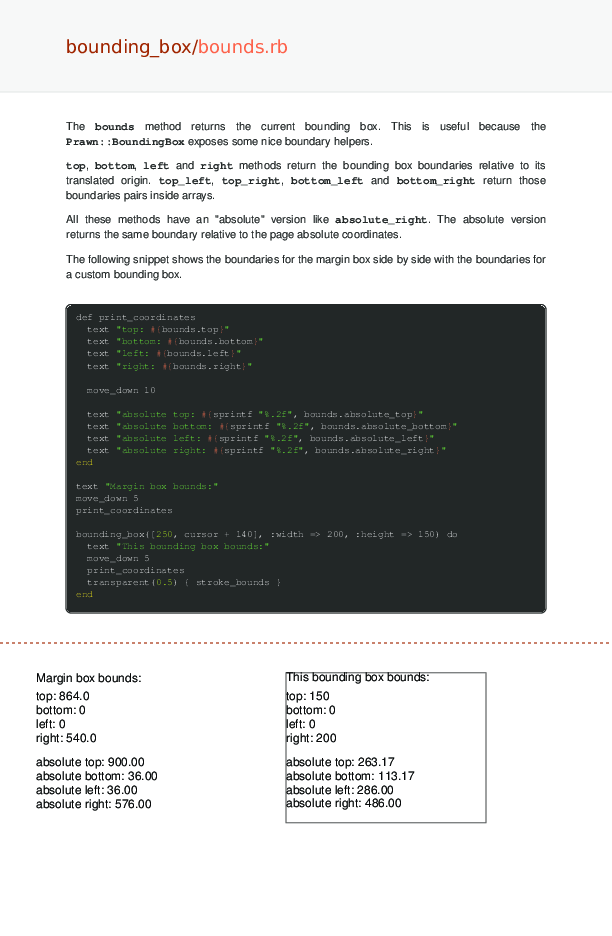 bounding_box/bounds.rb
The bounds method returns the current bounding box. This is useful because the
Prawn::BoundingBox exposes some nice boundary helpers.
top, bottom, left and right methods return the bounding box boundaries relative to its
translated origin. top_left, top_right, bottom_left and bottom_right return those
boundaries pairs inside arrays.
All these methods have an "absolute" version like absolute_right. The absolute version
returns the same boundary relative to the page absolute coordinates.
The following snippet shows the boundaries for the margin box side by side with the boundaries for
a custom bounding box.
def print_coordinates
  text "top: #{bounds.top}"
  text "bottom: #{bounds.bottom}"
  text "left: #{bounds.left}"
  text "right: #{bounds.right}"
  move_down 10
  text "absolute top: #{sprintf "%.2f", bounds.absolute_top}"
  text "absolute bottom: #{sprintf "%.2f", bounds.absolute_bottom}"
  text "absolute left: #{sprintf "%.2f", bounds.absolute_left}"
  text "absolute right: #{sprintf "%.2f", bounds.absolute_right}"
end
text "Margin box bounds:"
move_down 5
print_coordinates
bounding_box([250, cursor + 140], :width => 200, :height => 150) do
  text "This bounding box bounds:"
  move_down 5
  print_coordinates
  transparent(0.5) { stroke_bounds }
end
Margin box bounds:
top: 864.0
bottom: 0
left: 0
right: 540.0
absolute top: 900.00
absolute bottom: 36.00
absolute left: 36.00
absolute right: 576.00
This bounding box bounds:
top: 150
bottom: 0
left: 0
right: 200
absolute top: 263.17
absolute bottom: 113.17
absolute left: 286.00
absolute right: 486.00